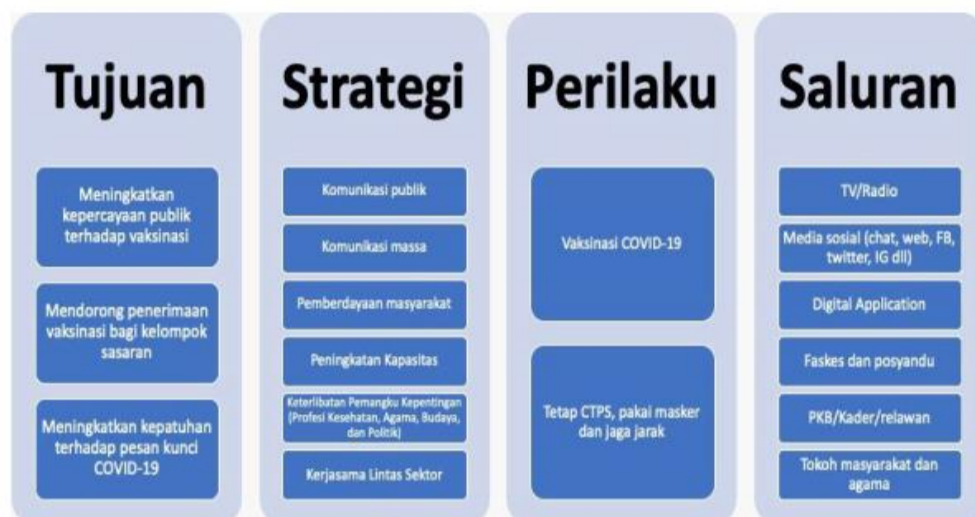 Tujuan
Meningkatkan
kepercayaan publik
terhadap vaksinasi
Mendorong penerimaan
vaksinasi bagi kelompok
sasaran
Meningkatkan kepatuhan
terhadap pesan kunci
COVID-19
Strategi
Komunikasi publik
Komunikasi massa
Pemberdayaan masyarakat
Peningkatan Kapasitas
Keterlibatan Pemangku Kepentingan
(Profesi Kesehatan, Agama, Budaya,
dan Politik)
Kerjasama Lintas Sektor
Perilaku
Vaksinasi COVID-19
Tetap CTPS, pakai masker
dan jaga jarak
Saluran
TV/Radio
Media sosial (chat, web, FB,
twitter, IG dll)
Digital Application
Faskes dan posyandu
PKB/Kader/relawan
Tokoh masyarakat dan
agama